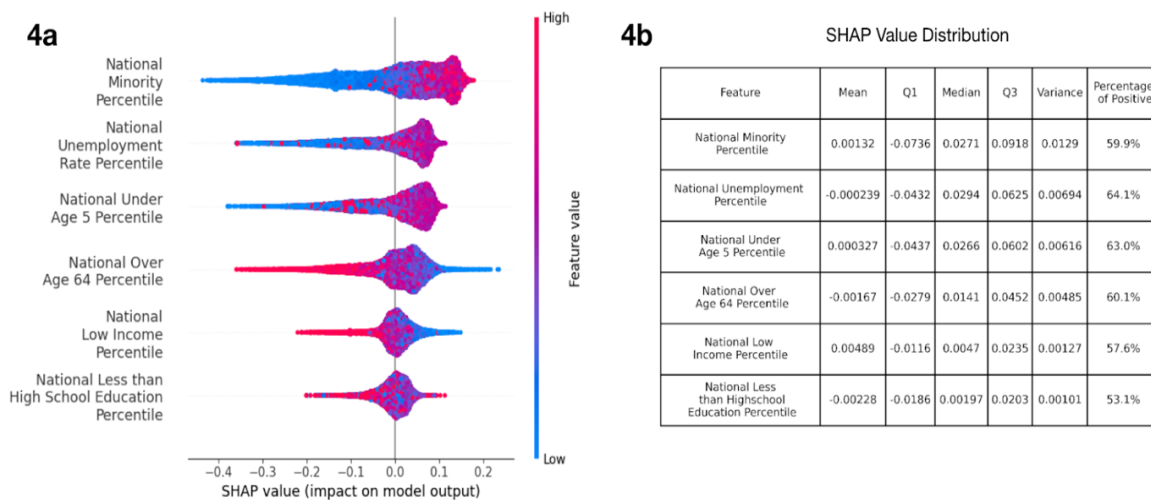 4a
High
National
Minority
Percentile
National
Unemployment
Rate Percentile
National Under
Age 5 Percentile
National Over
Age 64 Percentile
National
Low Income
Percentile
National Less than
High School Education
Percentile
Feature value
Low
−0.4 −0.3 −0.2 −0.1 0.0 0.1 0.2
SHAP value (impact on model output)
4b
SHAP Value Distribution
Feature Mean Q1 Median Q3 Variance Percentage
of Positive
National Minority
Percentile
0.00132 -0.0736 0.0271 0.0918 0.0129 59.9%
National Unemployment
Percentile
-0.000239 -0.0432 0.0294 0.0625 0.00694 64.1%
National Under
Age 5 Percentile
0.000327 -0.0437 0.0266 0.0602 0.00616 63.0%
National Over
Age 64 Percentile
-0.00167 -0.0279 0.0141 0.0452 0.00485 60.1%
National Low
Income Percentile
0.00489 -0.0116 0.0047 0.0235 0.00127 57.6%
National Less
than Highschool
Education Percentile
-0.00228 -0.0186 0.00197 0.0203 0.00101 53.1%